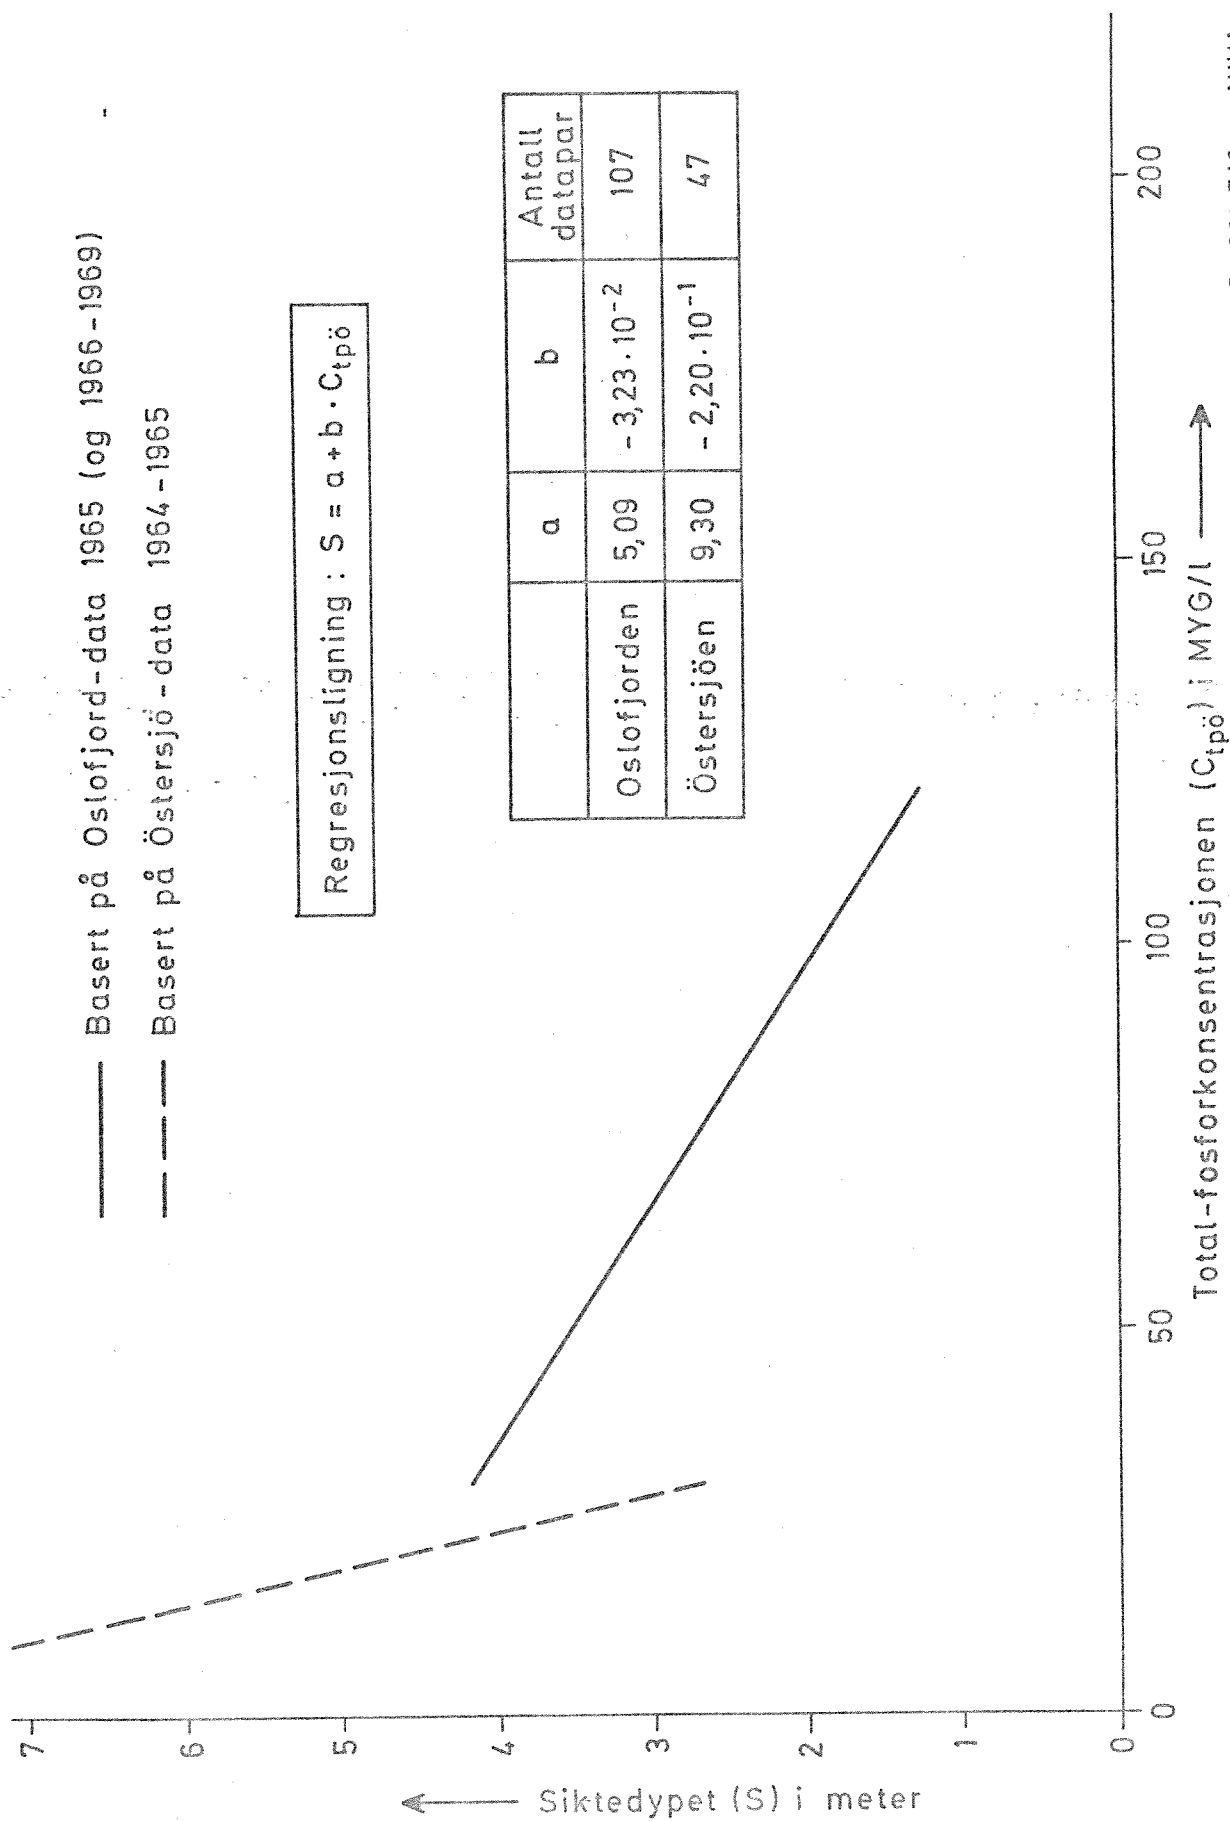 —— Basert på Oslofjord-data 1965 (og 1966-1969)
--- Basert på Östersjö-data 1964-1965
Regresjonsligning : S = a + b · Ctpö
a b Antall datapar
Oslofjorden 5,09 -3,23·10⁻² 107
Östersjöen 9,30 -2,20·10⁻¹ 47
7
6
5
4
3
2
1
0
Siktedypet (S) i meter
0 50 100 150 200
Total-fosforkonsentrasjonen (Ctpö) i MYG/l